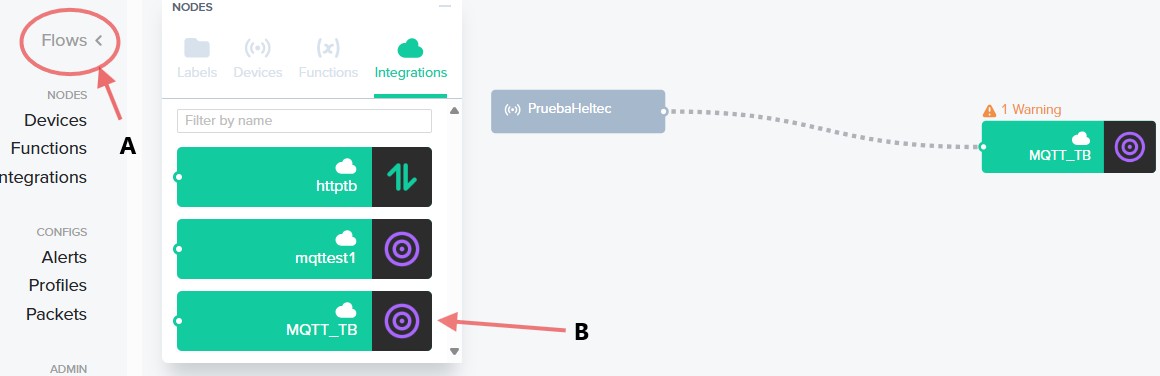 Flows
A
NODES
Devices
Functions
ntegrations
CONFIGS
Alerts
Profiles
Packets
ADMIN
NODES
Labels Devices Functions Integrations
Filter by name
httptb
mqttest1
MQTT_TB
B
PruebaHeltec
1 Warning
MQTT_TB